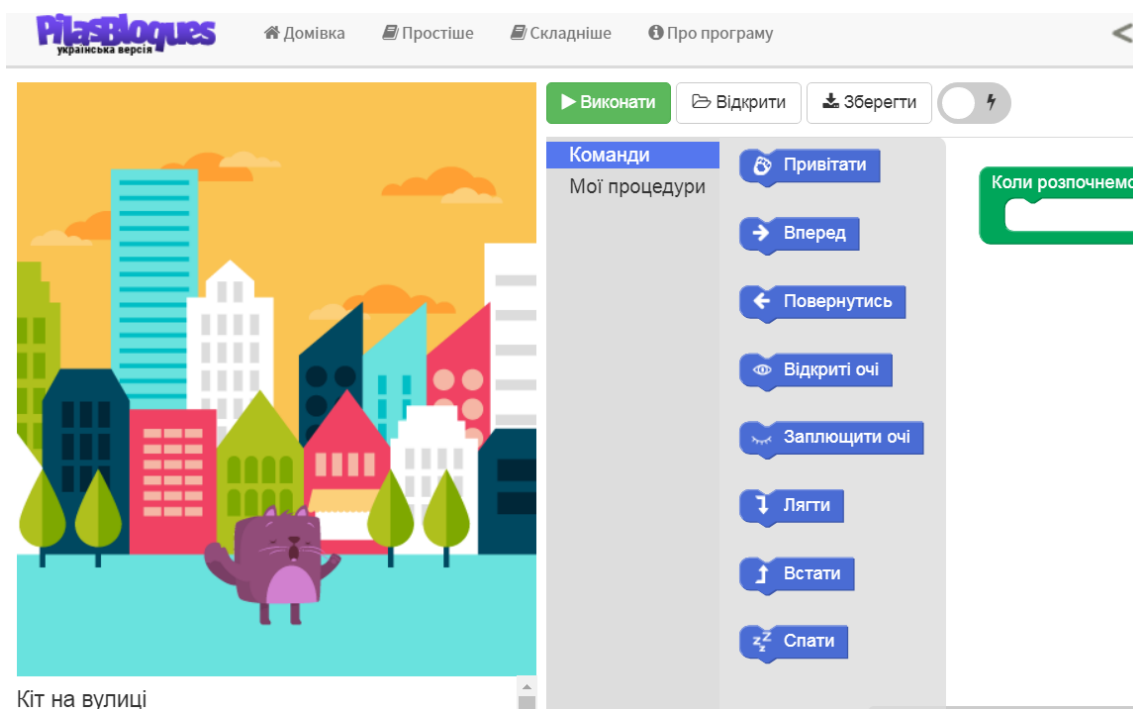 PilasBloques
українська версія
Домівка Простіше Складніше Про програму
Виконати Відкрити Зберегти
Команди
Мої процедури
Привітати
Вперед
Повернутись
Відкриті очі
Заплющити очі
Лягти
Встати
Спати
Коли розпочнемо
Кіт на вулиці